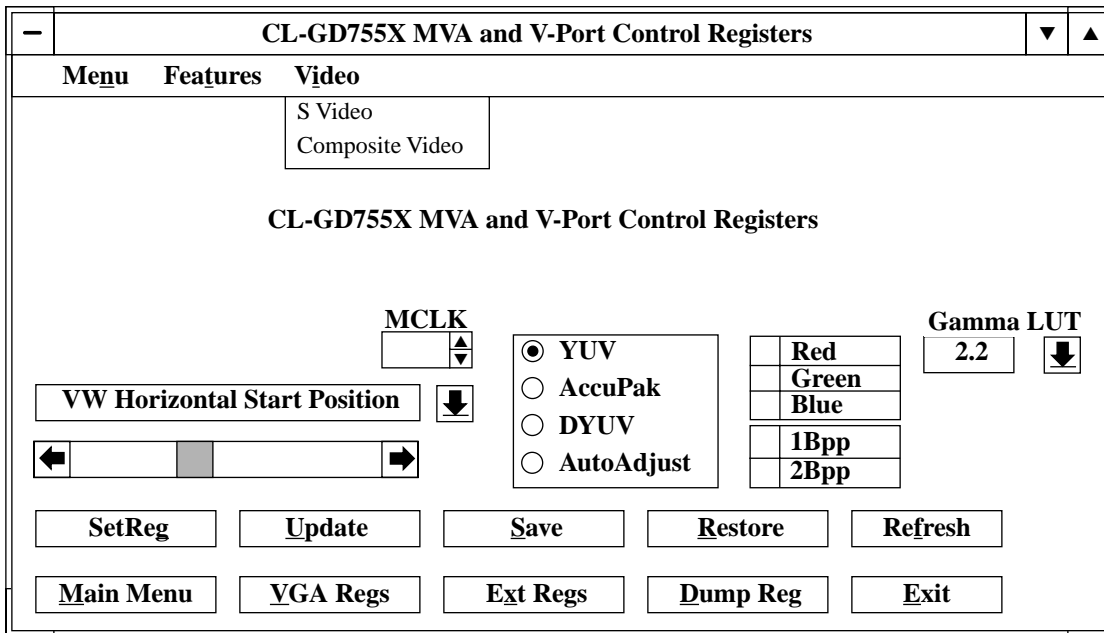 CL-GD755X MVA and V-Port Control Registers
Menu Features Video
S Video
Composite Video
CL-GD755X MVA and V-Port Control Registers
MCLK
VW Horizontal Start Position
YUV
AccuPak
DYUV
AutoAdjust
Red
Green
Blue
1Bpp
2Bpp
Gamma LUT
2.2
SetReg Update Save Restore Refresh
Main Menu VGA Regs Ext Regs Dump Reg Exit